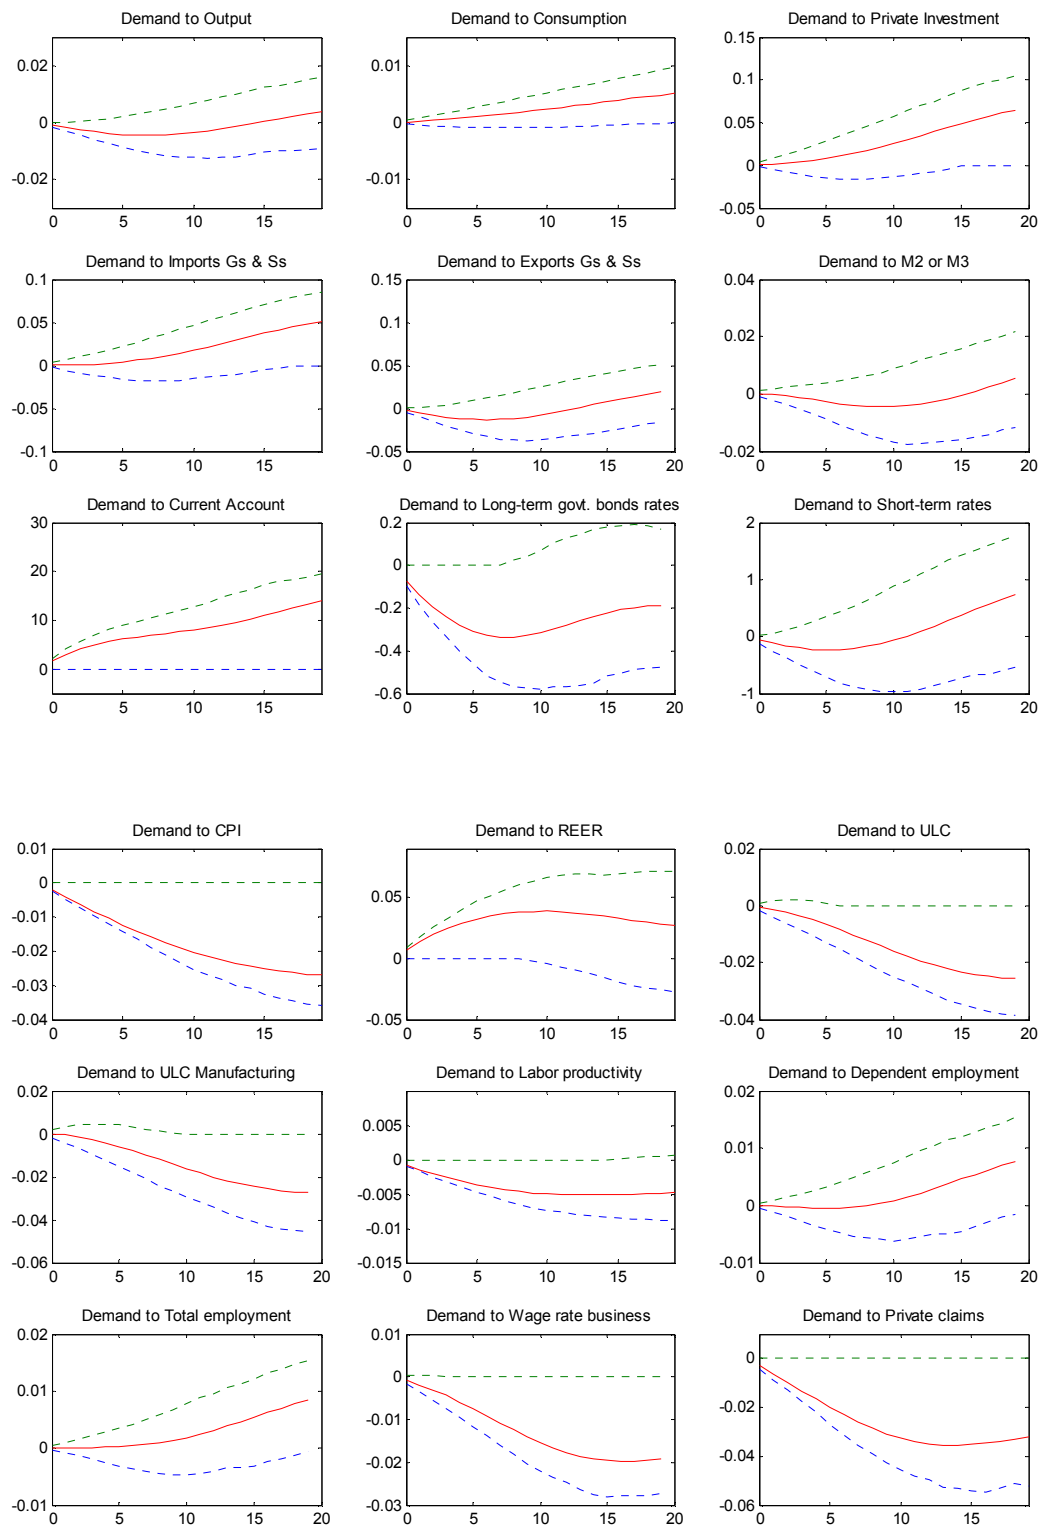 Demand to Output Demand to Consumption Demand to Private Investment
0.02 0.01 0.15
0 0 0.1
-0.02 -0.01 0.05
0
-0.05
0 5 10 15 0 5 10 15 0 5 10 15 20
Demand to Imports Gs & Ss Demand to Exports Gs & Ss Demand to M2 or M3
0.1 0.15 0.04
0.05 0.1 0.02
0 0.05 0
-0.05 0 -0.02
-0.1 -0.05
0 5 10 15 0 5 10 15 20 0 5 10 15 20
Demand to Current Account Demand to Long-term govt. bonds rates Demand to Short-term rates
30 0.2 2
20 0 1
10 -0.2 0
0 -0.4 -1
-0.6
0 5 10 15 0 5 10 15 20 0 5 10 15 20
Demand to CPI Demand to REER Demand to ULC
0.01 0.05 0.02
0 0 0
-0.01 -0.05 -0.02
-0.02 -0.04
-0.03
-0.04
0 5 10 15 0 5 10 15 0 5 10 15 20
Demand to ULC Manufacturing Demand to Labor productivity Demand to Dependent employment
0.02 0.005 0.02
0 0 0.01
-0.02 -0.005 0
-0.04 -0.01 -0.01
-0.06 -0.015
0 5 10 15 20 0 5 10 15 0 5 10 15 20
Demand to Total employment Demand to Wage rate business Demand to Private claims
0.02 0.01 0
0.01 0 -0.02
0 -0.01 -0.04
-0.01 -0.02 -0.06
-0.03
0 5 10 15 20 0 5 10 15 20 0 5 10 15